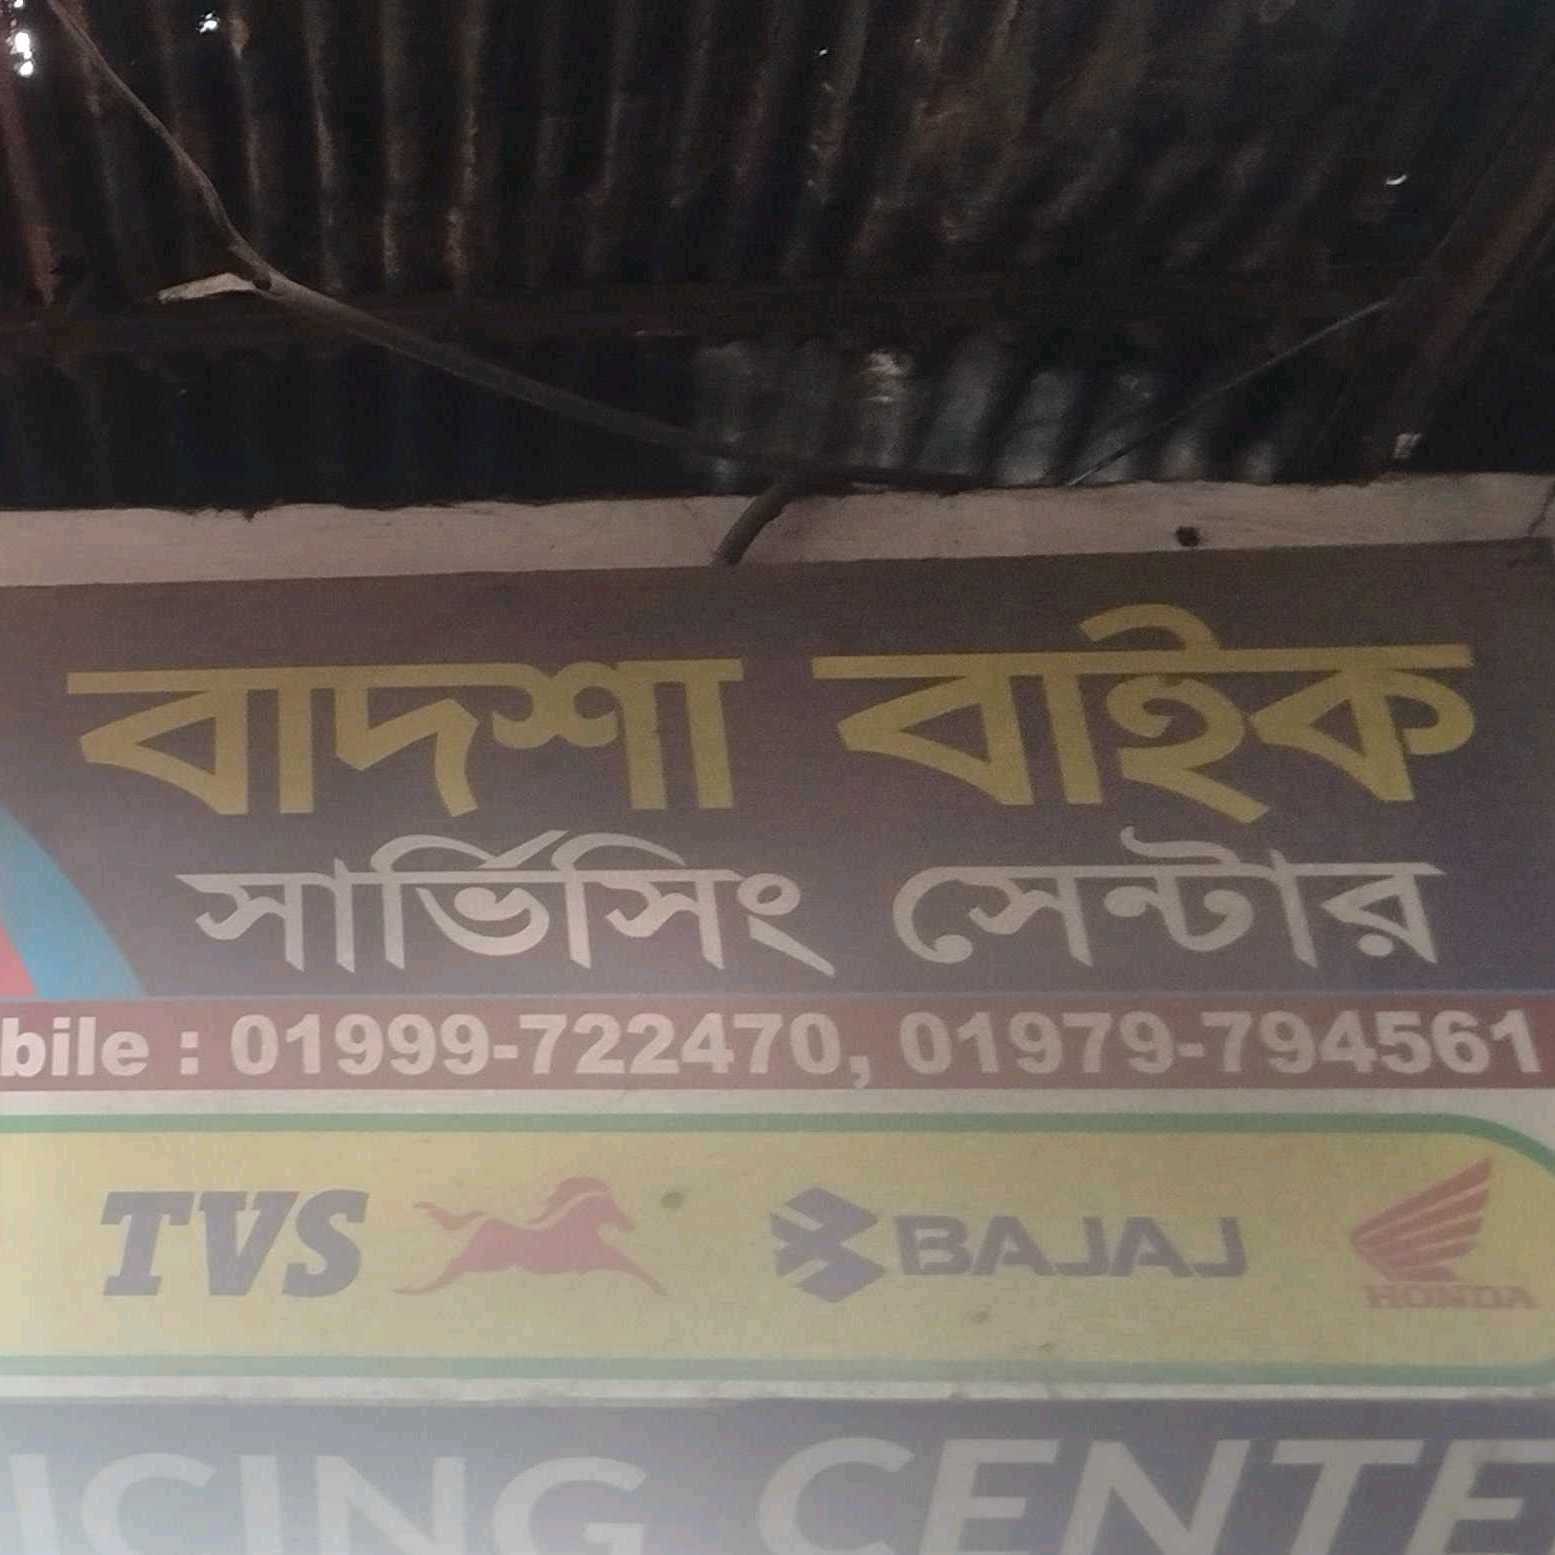 বাদশা বাইক
সার্ভিসিং সেন্টার
bile : 01999-722470, 01979-794561
TVS BAJAJ HONDA
ICING CENTE